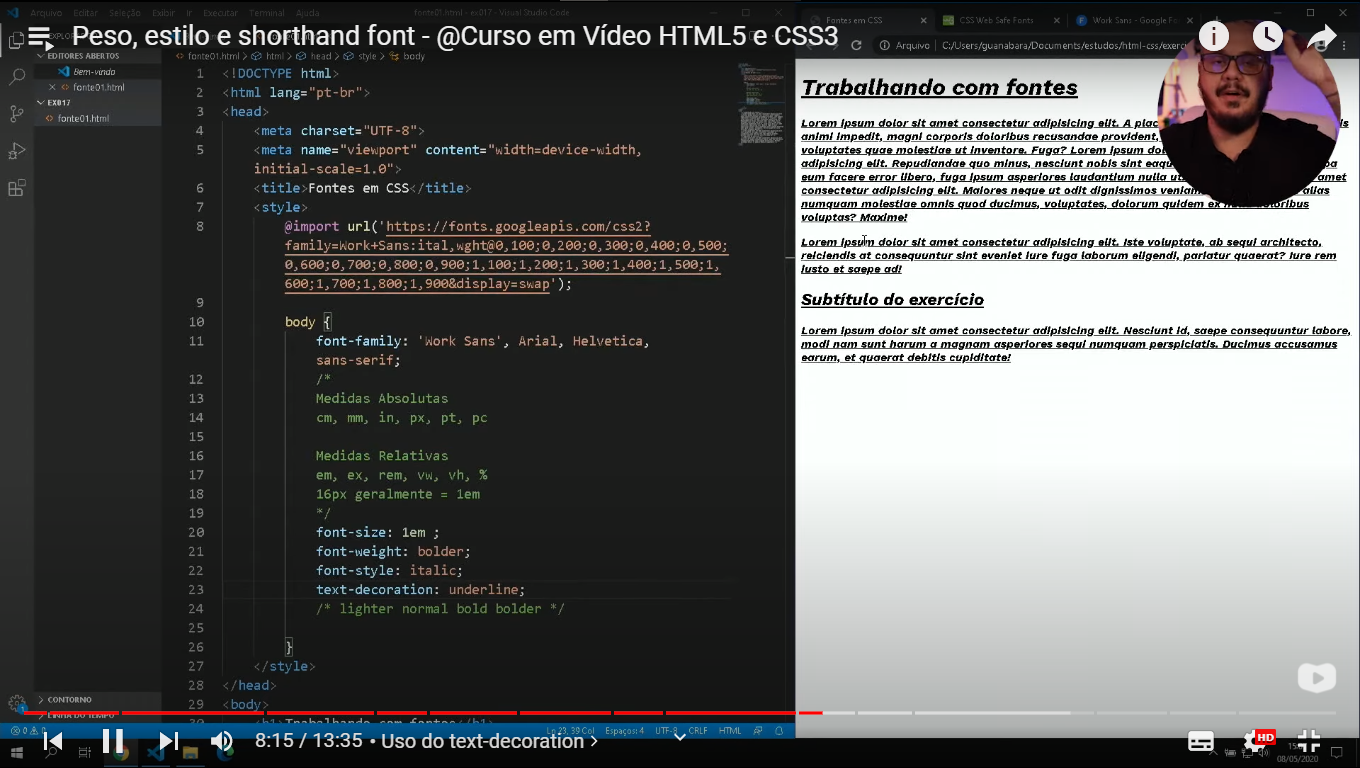 Arquivo Editar Seleção Exibir Ir Executar Terminal Ajuda
fonte01.html - ex017 - Visual Studio Code
Peso, estilo e shorthand font - @Curso em Vídeo HTML5 e CSS3
EDITORES ABERTOS
Bem-vindo
fonte01.html
EX017
fonte01.html
CONTORNO
LINHA DO TEMPO
fonte01.html > html > head > style > body
1 <!DOCTYPE html>
2 <html lang="pt-br">
3 <head>
4 <meta charset="UTF-8">
5 <meta name="viewport" content="width=device-width,
initial-scale=1.0">
6 <title>Fontes em CSS</title>
7 <style>
8 @import url('https://fonts.googleapis.com/css2?
family=Work+Sans:ital,wght@0,100;0,200;0,300;0,400;0,500;
0,600;0,700;0,800;0,900;1,100;1,200;1,300;1,400;1,500;1,
600;1,700;1,800;1,900&display=swap');
9
10 body {
11 font-family: 'Work Sans', Arial, Helvetica,
sans-serif;
12 /*
13 Medidas Absolutas
14 cm, mm, in, px, pt, pc
15
16 Medidas Relativas
17 em, ex, rem, vw, vh, %
18 16px geralmente = 1em
19 */
20 font-size: 1em ;
21 font-weight: bolder;
22 font-style: italic;
23 text-decoration: underline;
24 /* lighter normal bold bolder */
25
26 }
27 </style>
28 </head>
29 <body>
30 <h1>Trabalhando com fontes</h1>
Ln 23, Col 39 Espaços: 4 UTF-8 CRLF HTML
Fontes em CSS
CSS Web Safe Fonts
Work Sans - Google Fo
Arquivo C:/Users/guanabara/Documents/estudos/html-css/exerc
Trabalhando com fontes
Lorem ipsum dolor sit amet consectetur adipisicing elit. A plac
animi impedit, magni corporis doloribus recusandae provident,
voluptates quae molestiae ut inventore. Fuga? Lorem ipsum do
adipisicing elit. Repudiandae quo minus, nesciunt nobis sint eaqu
eum facere error libero, fuga ipsum asperiores laudantium nulla ut amet
consectetur adipisicing elit. Maiores neque ut odit dignissimos veniam alias
numquam molestiae omnis quod ducimus, voluptates, dolorum quidem ex doloribus
voluptas? Maxime!
Lorem ipsum dolor sit amet consectetur adipisicing elit. Iste voluptate, ab sequi architecto,
reiciendis at consequuntur sint eveniet iure fuga laborum eligendi, pariatur quaerat? Iure rem
iusto et saepe ad!
Subtítulo do exercício
Lorem ipsum dolor sit amet consectetur adipisicing elit. Nesciunt id, saepe consequuntur labore,
modi nam sunt harum a magnam asperiores sequi numquam perspiciatis. Ducimus accusamus
earum, et quaerat debitis cupiditate!
8:15 / 13:35 • Uso do text-decoration
HD
08/05/2020